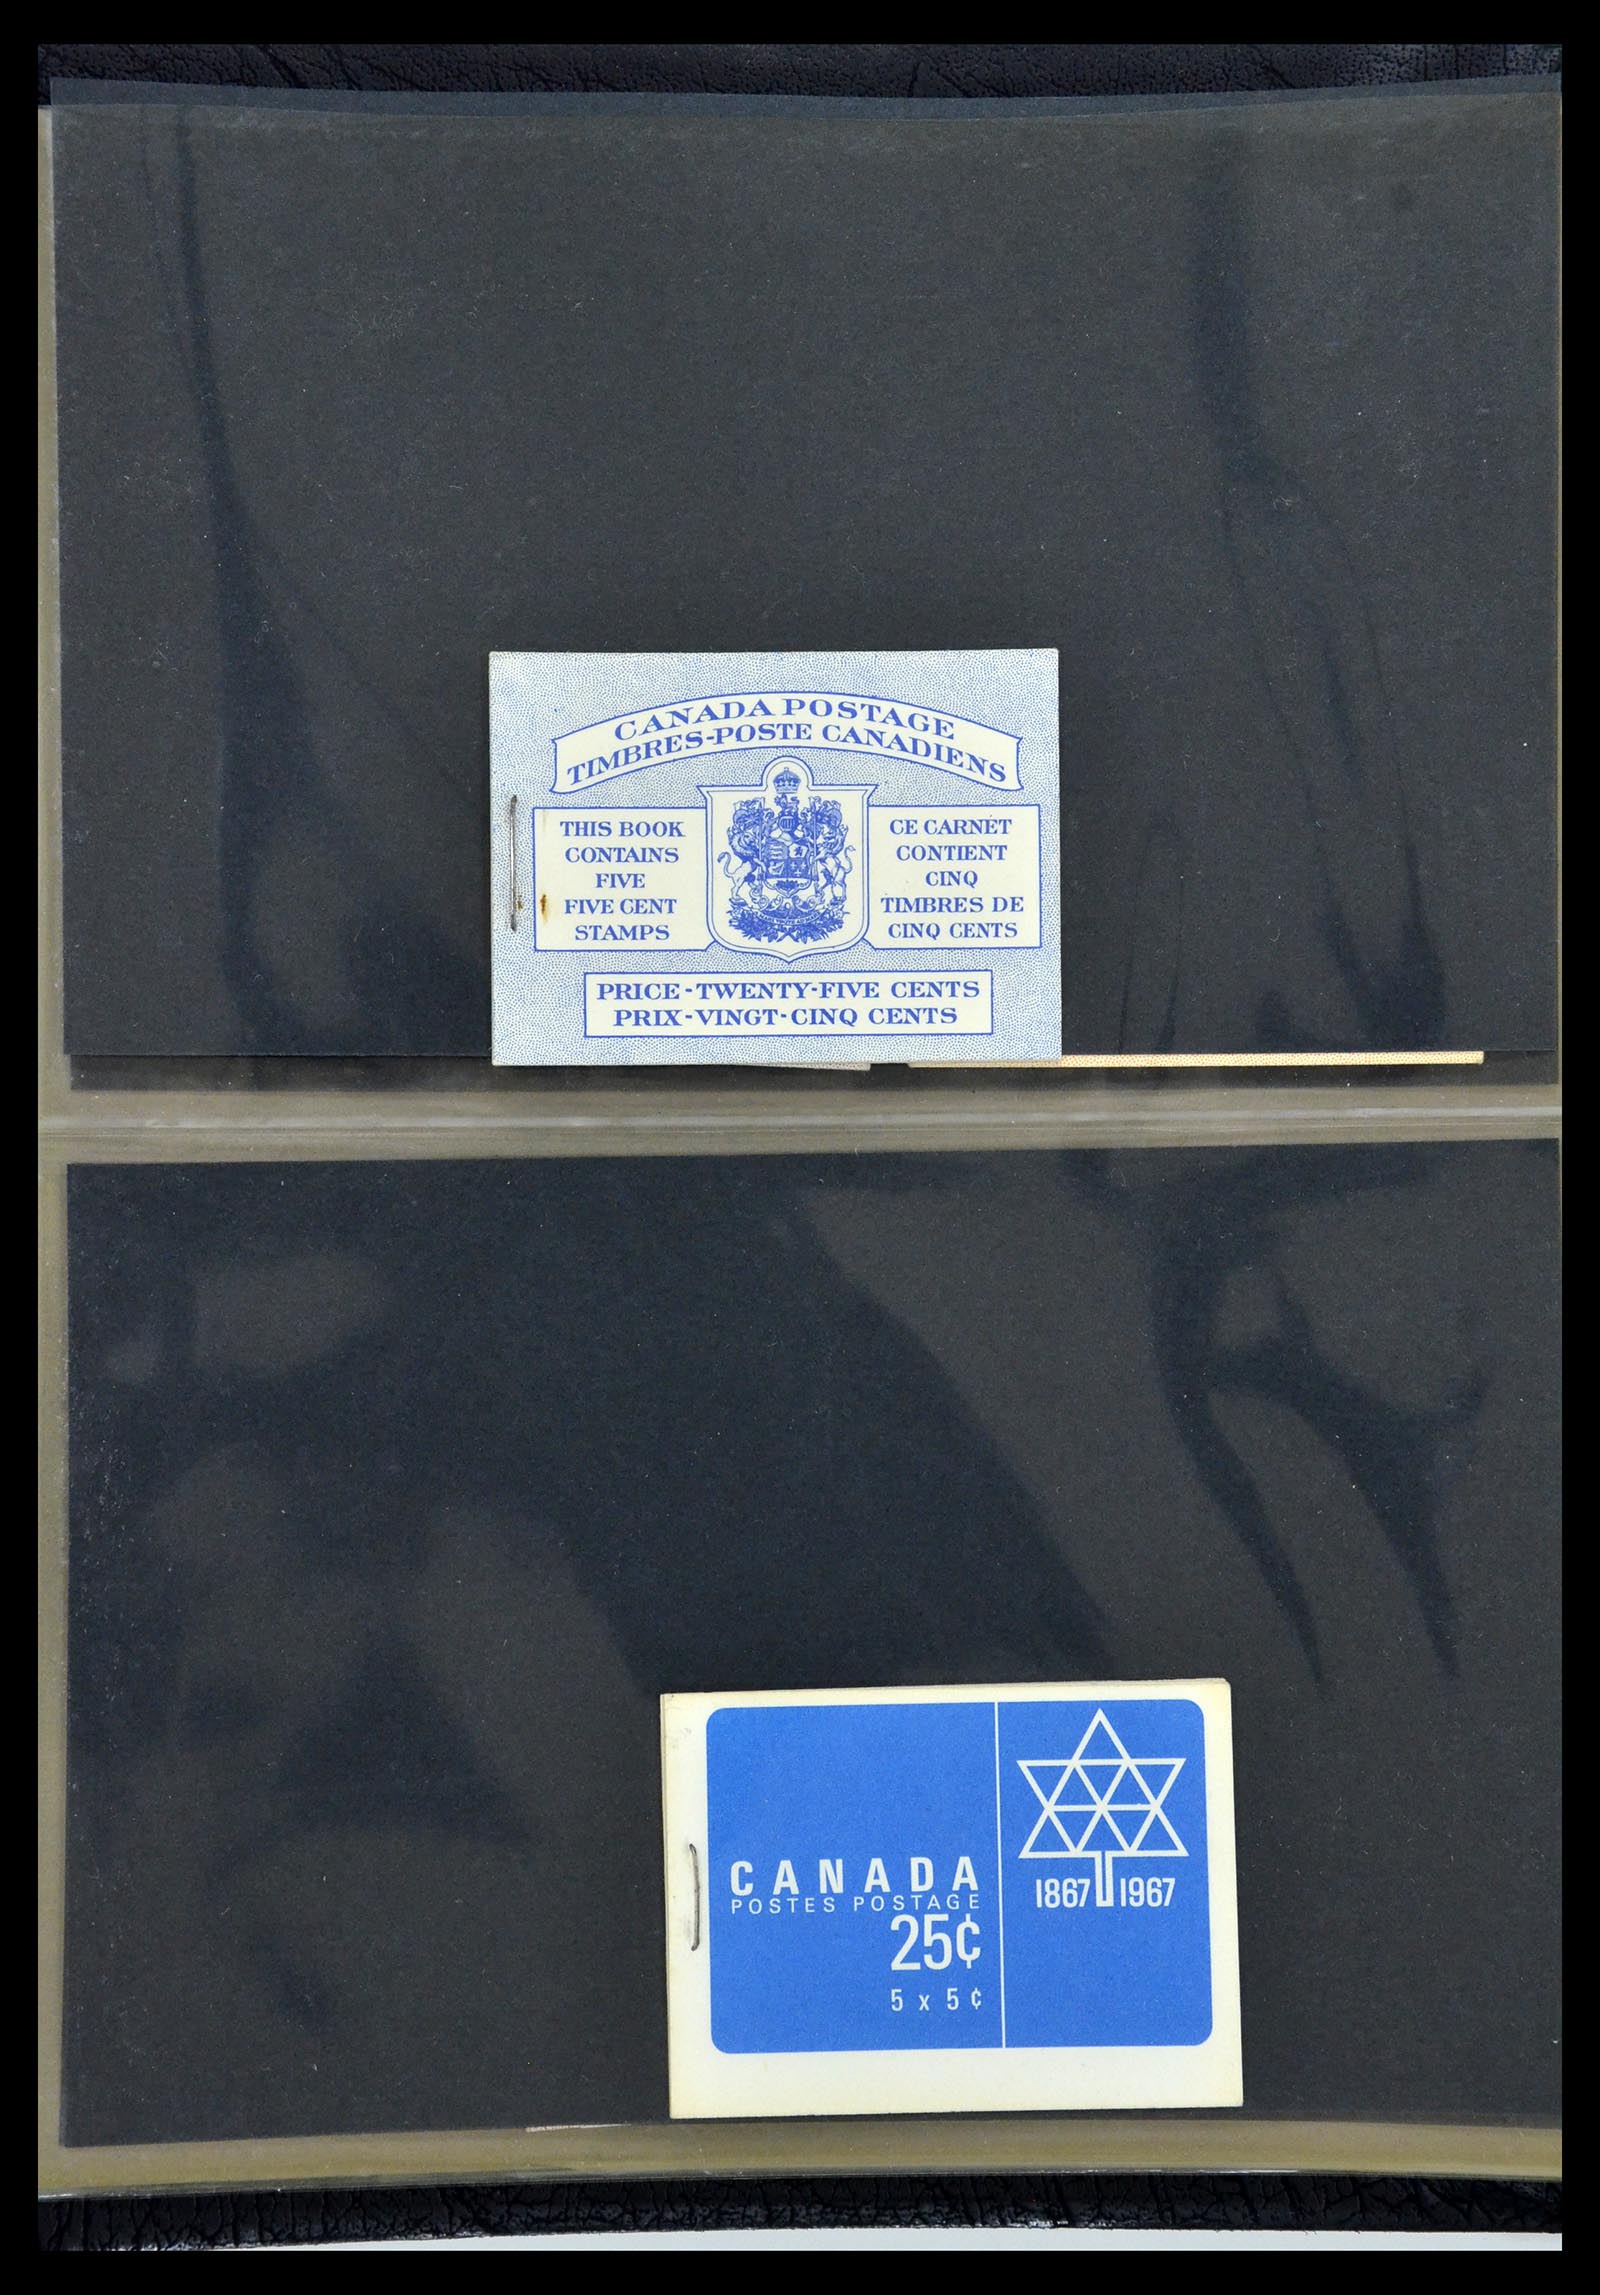 CANADA POSTAGE
TIMBRES-POSTE CANADIENS
THIS BOOK
CONTAINS
FIVE
FIVE CENT
STAMPS
CE CARNET
CONTIENT
CINQ
TIMBRES DE
CINQ CENTS
PRICE-TWENTY-FIVE CENTS
PRIX-VINGT-CINQ CENTS
CANADA
POSTES POSTAGE
25¢
5 x 5¢
1867 1967